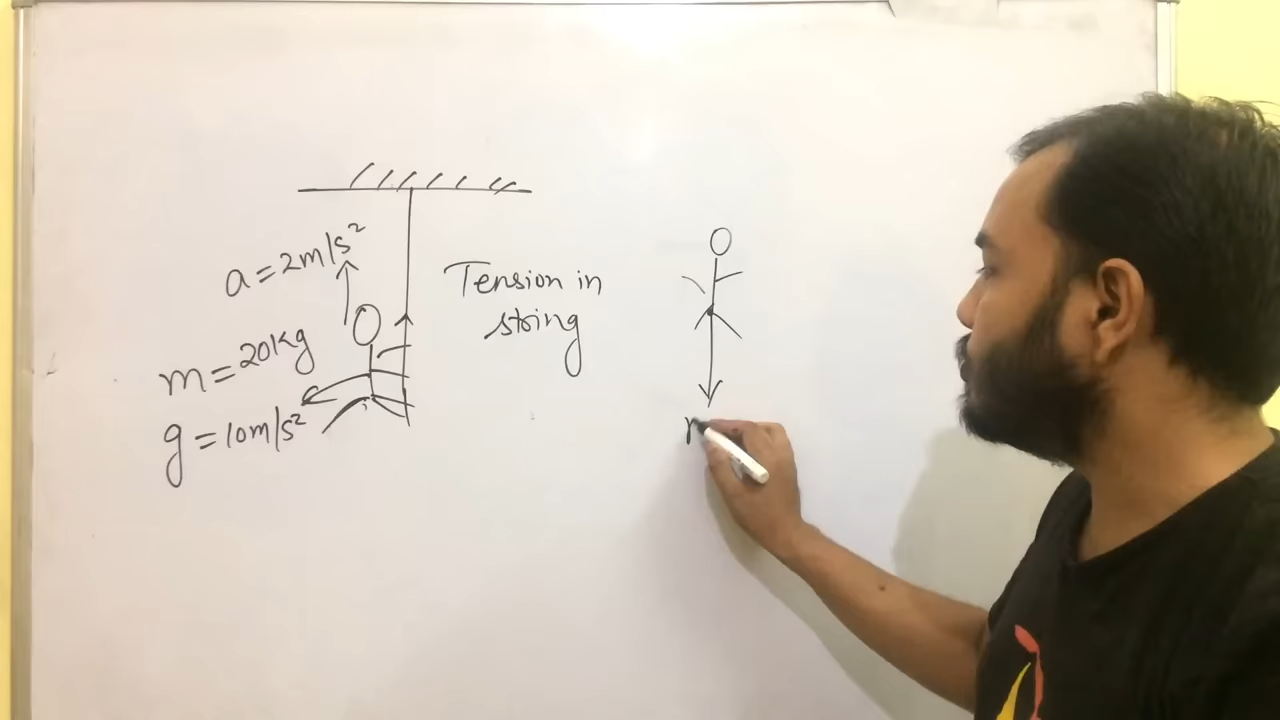 a = 2m/s²
m = 20kg
g = 10m/s²
Tension in
string